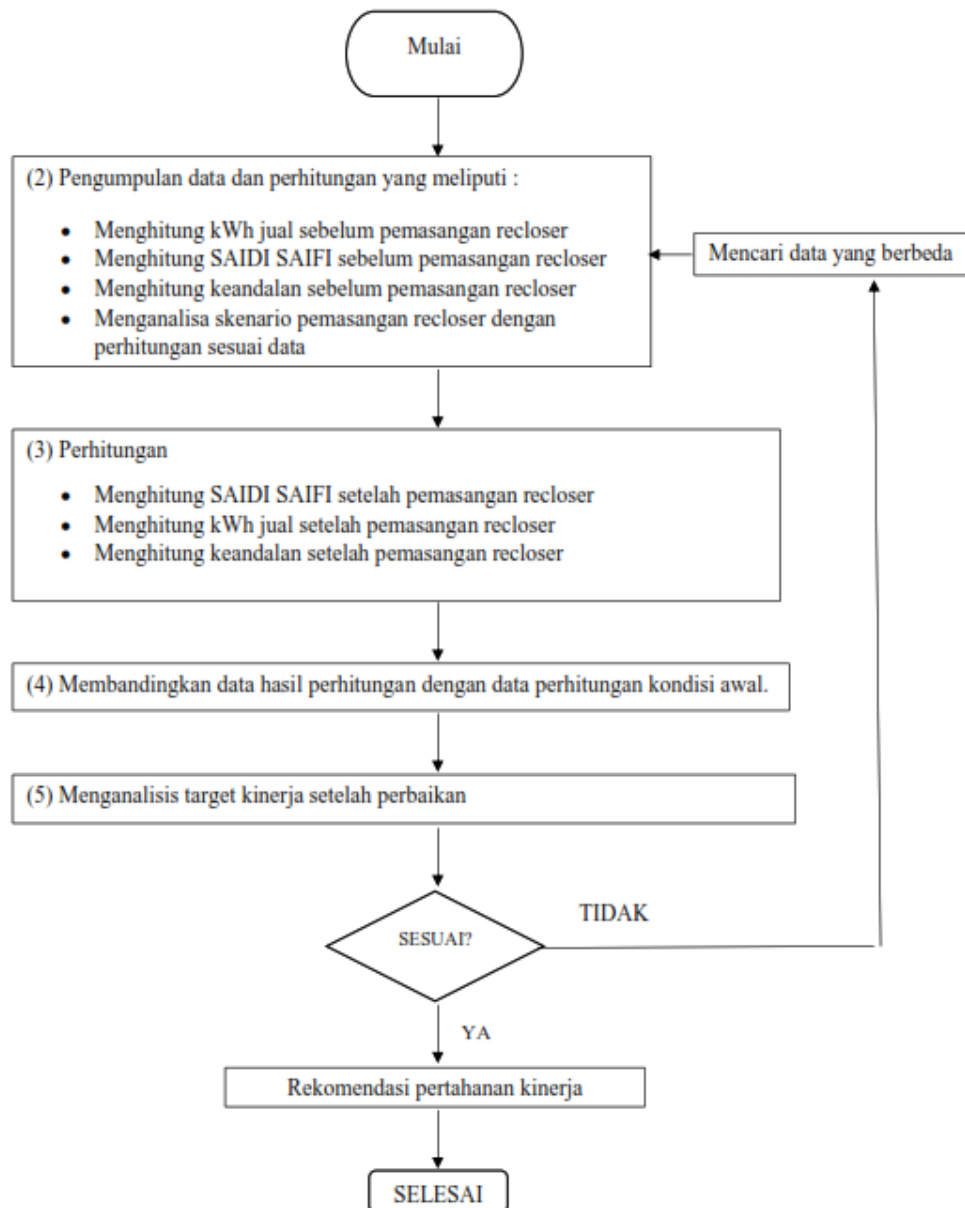 Mulai
(2) Pengumpulan data dan perhitungan yang meliputi :
• Menghitung kWh jual sebelum pemasangan recloser
• Menghitung SAIDI SAIFI sebelum pemasangan recloser
• Menghitung keandalan sebelum pemasangan recloser
• Menganalisa skenario pemasangan recloser dengan
perhitungan sesuai data
Mencari data yang berbeda
(3) Perhitungan
• Menghitung SAIDI SAIFI setelah pemasangan recloser
• Menghitung kWh jual setelah pemasangan recloser
• Menghitung keandalan setelah pemasangan recloser
(4) Membandingkan data hasil perhitungan dengan data perhitungan kondisi awal.
(5) Menganalisis target kinerja setelah perbaikan
SESUAI?
TIDAK
YA
Rekomendasi pertahanan kinerja
SELESAI